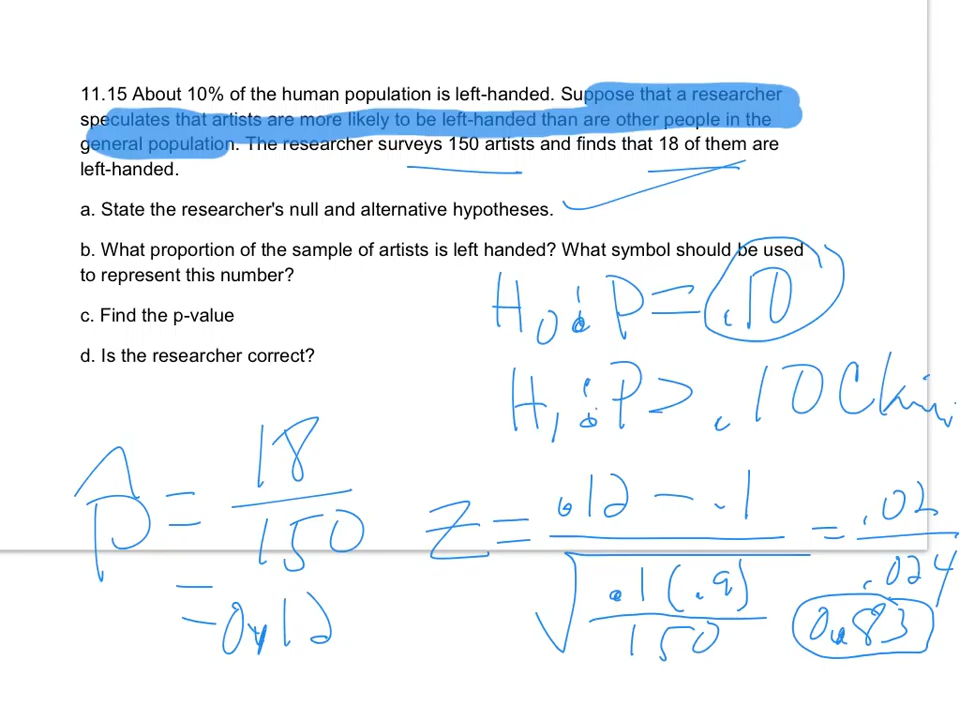 11.15 About 10% of the human population is left-handed. Suppose that a researcher
speculates that artists are more likely to be left-handed than are other people in the
general population. The researcher surveys 150 artists and finds that 18 of them are
left-handed.
a. State the researcher's null and alternative hypotheses.
b. What proportion of the sample of artists is left handed? What symbol should be used
to represent this number?
H₀: P = .10
c. Find the p-value
d. Is the researcher correct?
H₁: P > .10
p̂ = 18/150
= 0.12
Z = .12 - .1 / √(.1(.9)/150) = .02/.024
0.83